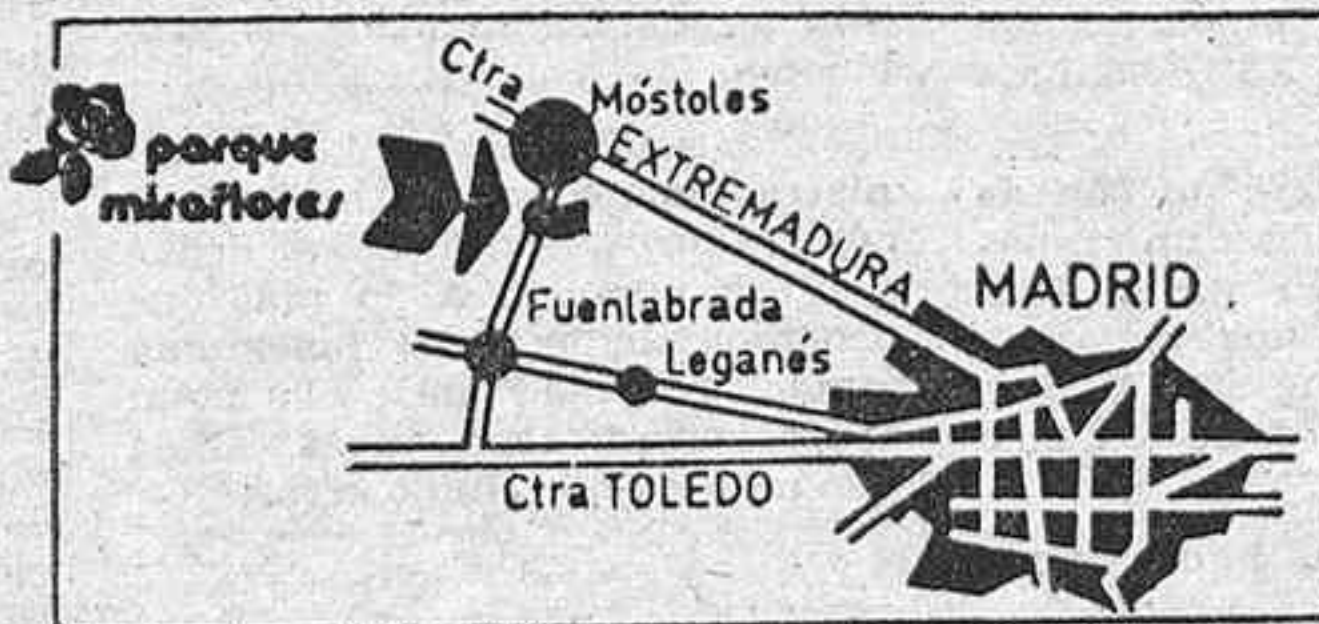 parque
miraflores
Ctra
Móstoles
EXTREMADURA
MADRID
Fuenlabrada
Leganés
Ctra TOLEDO